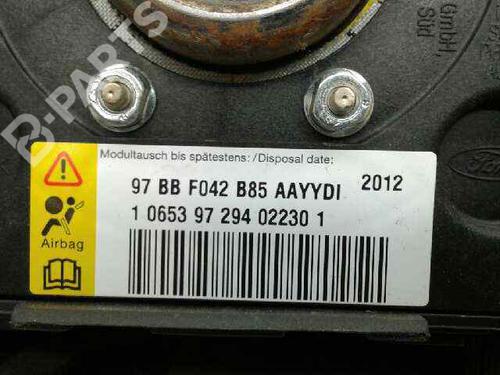 GmbH,
Süd
B-PARTS
Modultausch bis spätestens:/Disposal date:
97 BB F042 B85 AAYYDI 2012
1 0653 97 294 02230 1
Airbag